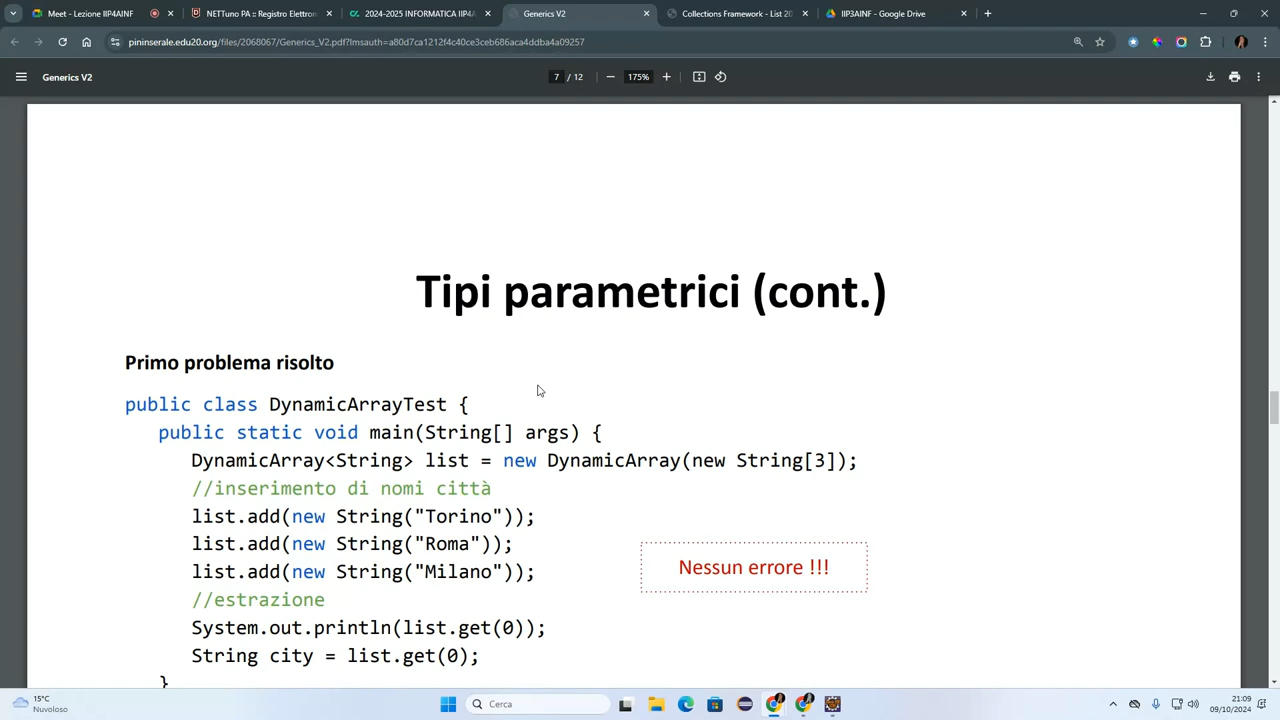 Meet - Lezione IIP4AINF
NETTuno PA :: Registro Elettron
2024-2025 INFORMATICA IIP4A
Generics V2
Collections Framework - List 20
IIP3AINF - Google Drive
pininserale.edu20.org/files/2068067/Generics_V2.pdf?lmsauth=a80d7ca1212f4c40ce3ceb686aca4ddba4a09257
Generics V2
7 / 12
175%
Tipi parametrici (cont.)
Primo problema risolto
public class DynamicArrayTest {
public static void main(String[] args) {
DynamicArray<String> list = new DynamicArray(new String[3]);
//inserimento di nomi città
list.add(new String("Torino"));
list.add(new String("Roma"));
list.add(new String("Milano"));
Nessun errore !!!
//estrazione
System.out.println(list.get(0));
String city = list.get(0);
}
15°C
Nuvoloso
Cerca
21:09
09/10/2024